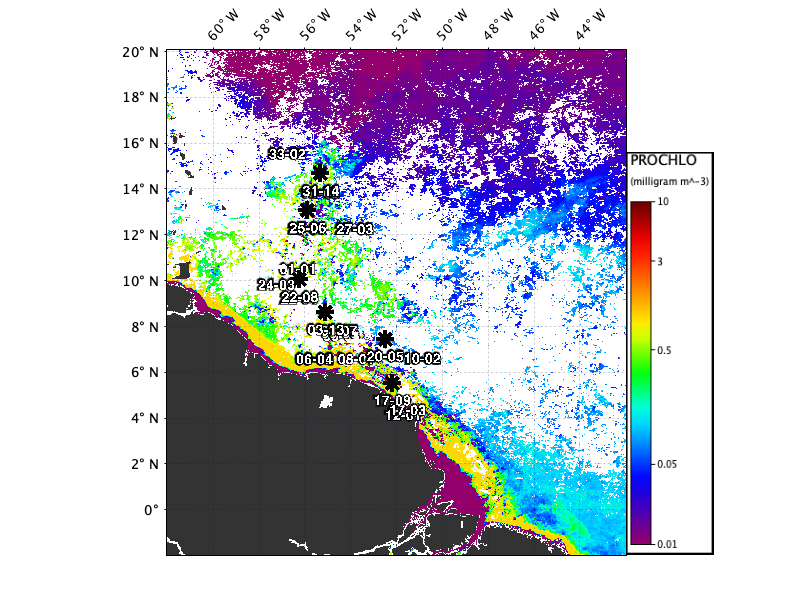 60° W 58° W 56° W 54° W 52° W 50° W 48° W 46° W 44° W
20° N
18° N
16° N
14° N
12° N
10° N
8° N
6° N
4° N
2° N
0°
33-02
31-14
25-06 27-03
24-03
22-08
06-04
20-05 10-02
17-09
17-03
PROCHLO
(milligram m^-3)
10
3
0.5
0.05
0.01